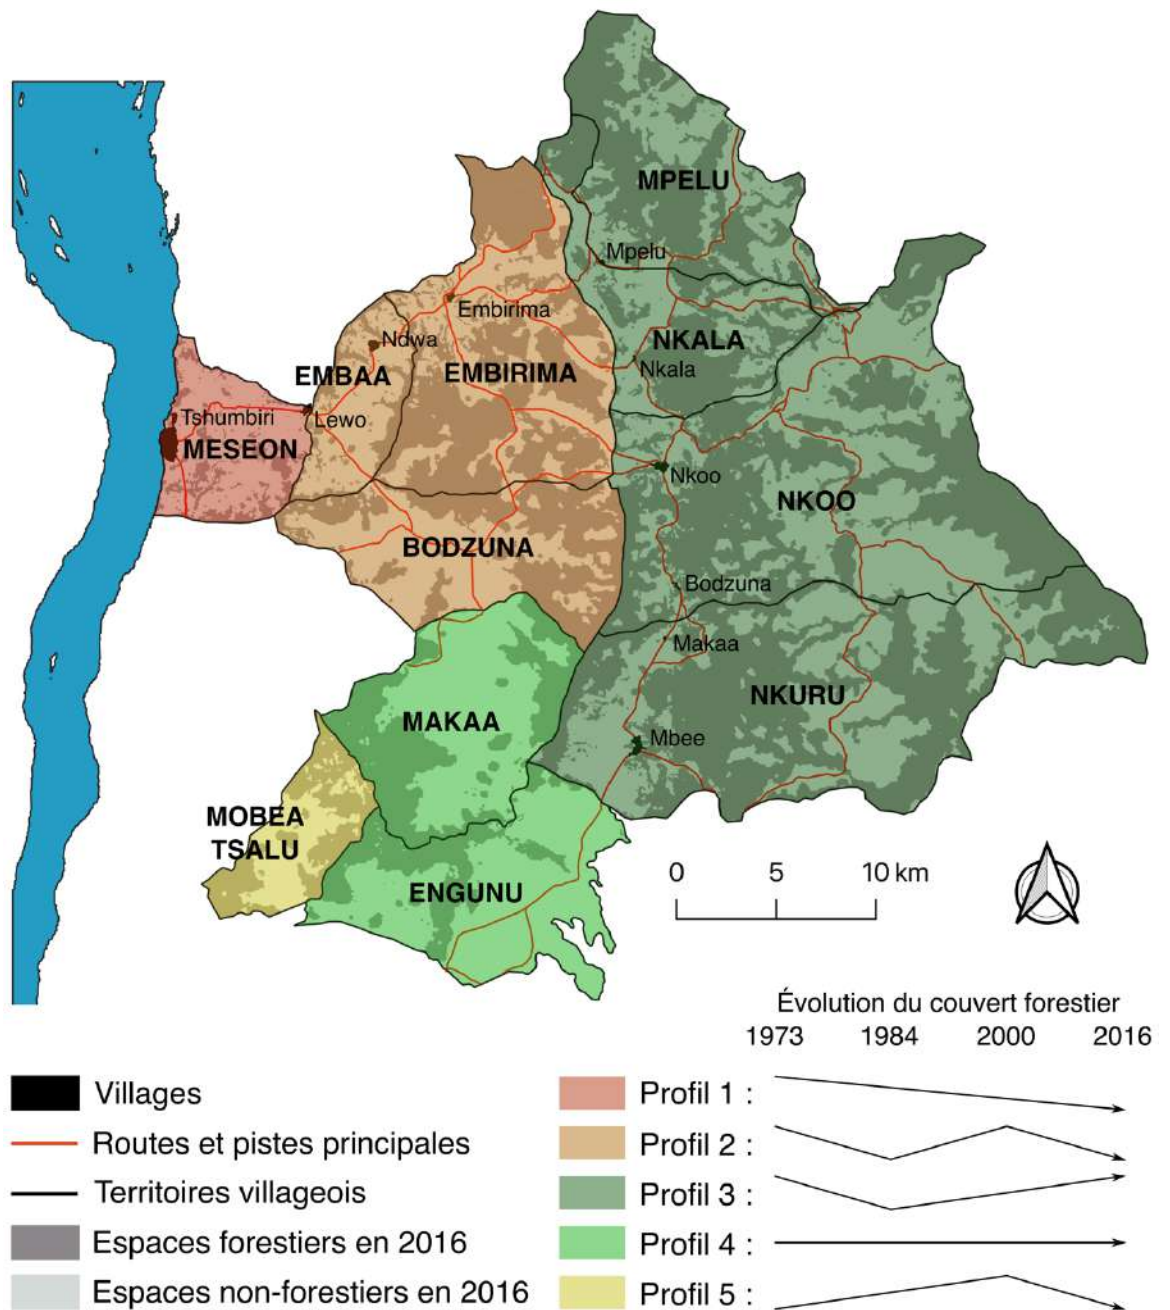 MPELU
Mpelu
Embirima
Ndwa
NKALA
EMBAA
EMBIRIMA
Nkala
Tshumbiri
Lewo
MESEON
Nkoo
NKOO
BODZUNA
Bodzuna
Makaa
NKURU
MAKAA
Mbee
MOBEA
TSALU
ENGUNU
0 5 10 km
Évolution du couvert forestier
1973 1984 2000 2016
Villages
Routes et pistes principales
Territoires villageois
Espaces forestiers en 2016
Espaces non-forestiers en 2016
Profil 1 :
Profil 2 :
Profil 3 :
Profil 4 :
Profil 5 :